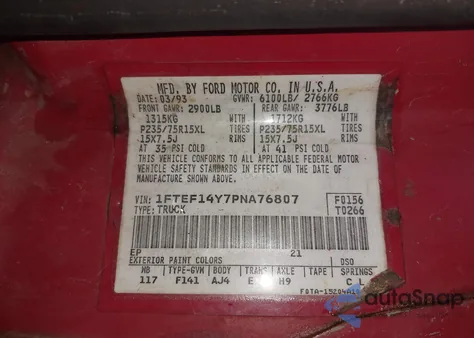 MFD. BY FORD MOTOR CO. IN U.S.A.
DATE: 03/93 GVWR: 6100LB/ 2766KG
FRONT GAWR: 2900LB REAR GAWR: 3776LB
1315KG WITH 1712KG WITH
P235/75R15XL TIRES P235/75R15XL TIRES
15X7.5J RIMS 15X7.5J RIMS
AT 35 PSI COLD AT 41 PSI COLD
THIS VEHICLE CONFORMS TO ALL APPLICABLE FEDERAL MOTOR
VEHICLE SAFETY STANDARDS IN EFFECT ON THE DATE OF
MANUFACTURE SHOWN ABOVE.
VIN: 1FTEF14Y7PNA76807 F0156
TYPE: TRUCK T0266
EP 21
EXTERIOR PAINT COLORS DSO
WB TYPE-GVW BODY TRANS AXLE TAPE SPRINGS
117 F141 AJ4 E H9 C L
autoSnap